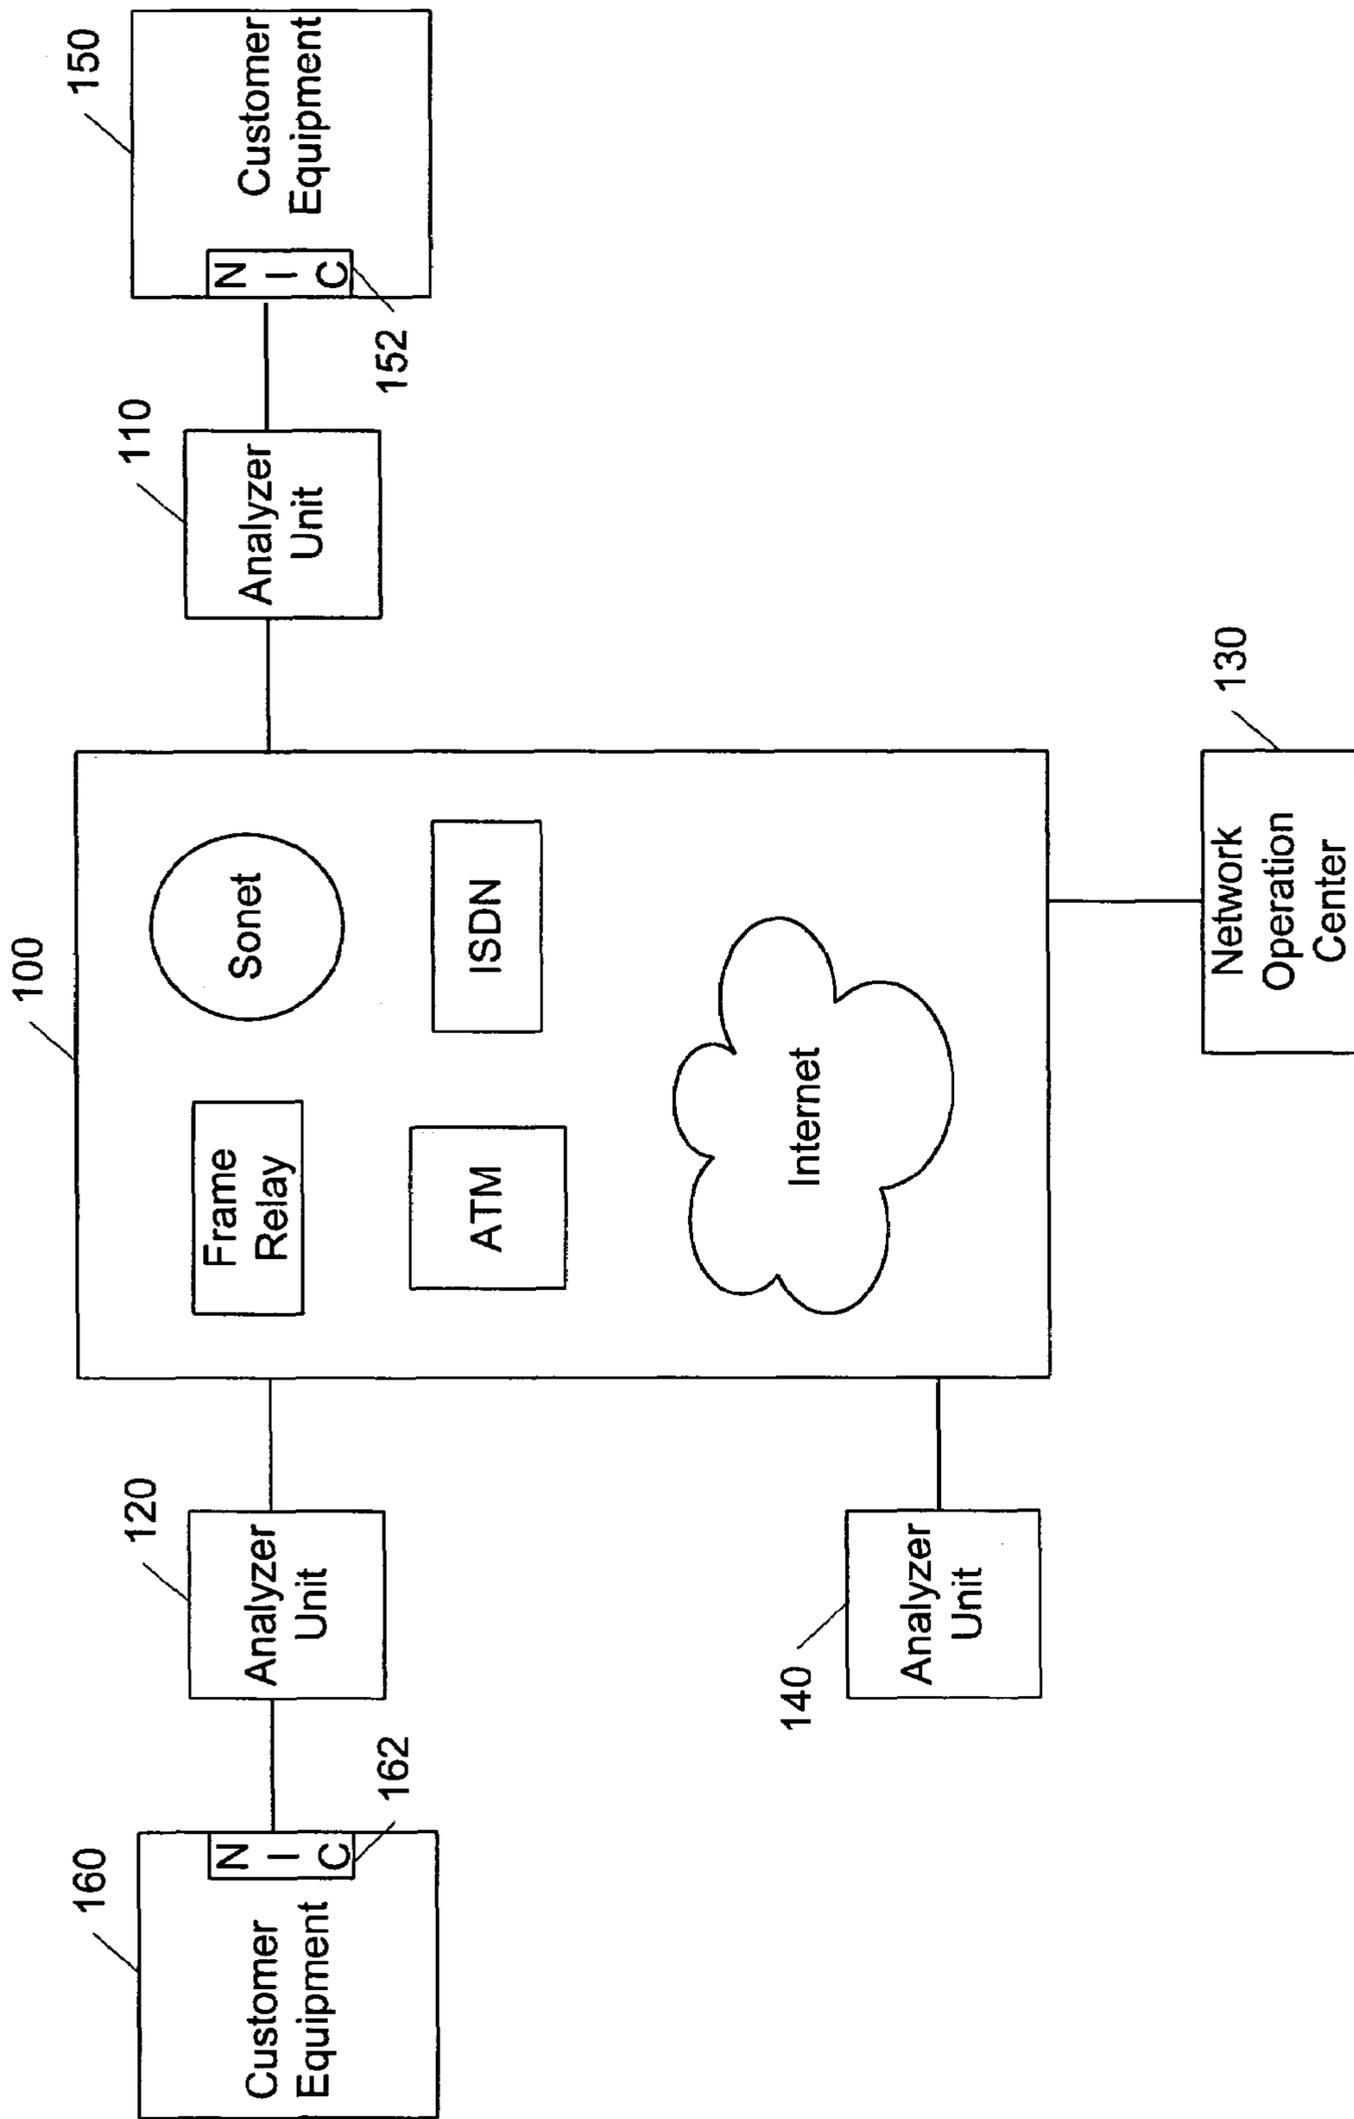 100
160
Customer
Equipment
N
I
C
162
120
Analyzer
Unit
Frame
Relay
Sonet
ATM
ISDN
Internet
110
Analyzer
Unit
150
N
I
C
152
Customer
Equipment
140
Analyzer
Unit
130
Network
Operation
Center